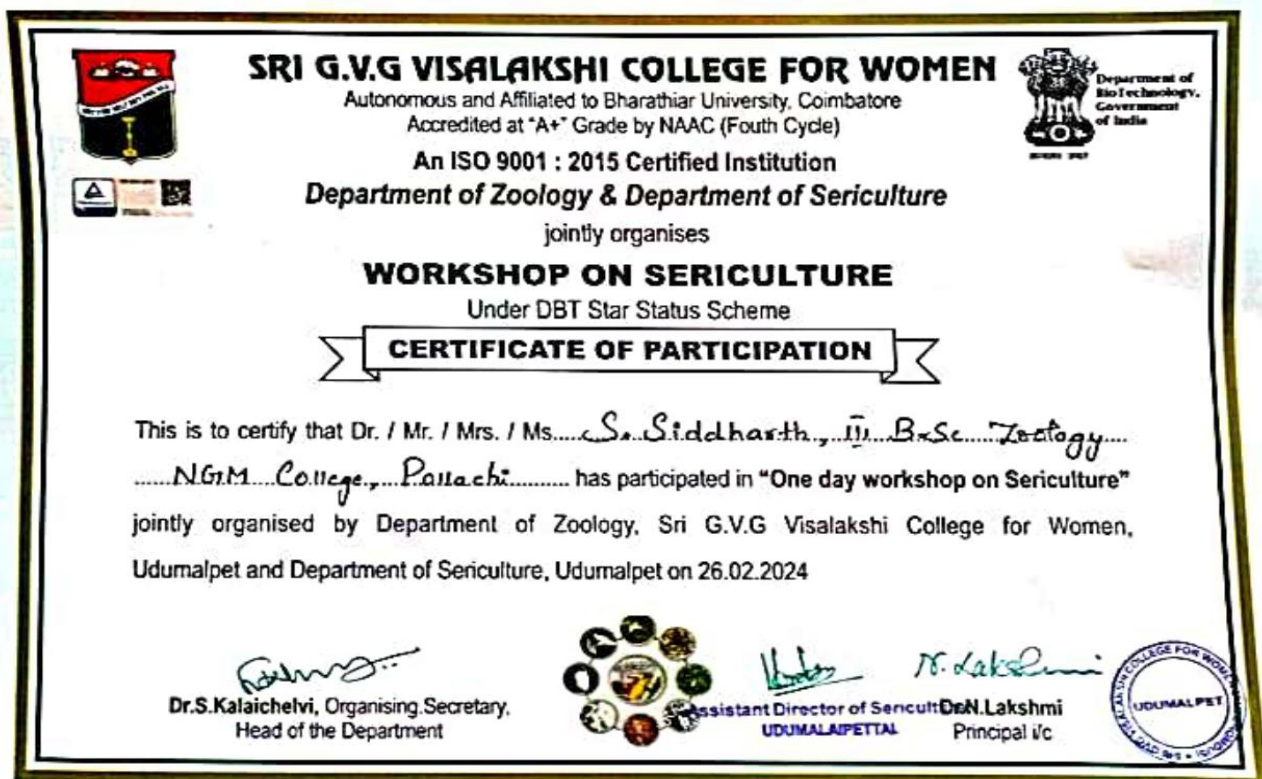 SRI G.V.G VISALAKSHI COLLEGE FOR WOMEN
Autonomous and Affiliated to Bharathiar University, Coimbatore
Accredited at "A+" Grade by NAAC (Fouth Cycle)
An ISO 9001 : 2015 Certified Institution
Department of Zoology & Department of Sericulture
jointly organises
Department of
BioTechnology,
Government
of India
WORKSHOP ON SERICULTURE
Under DBT Star Status Scheme
CERTIFICATE OF PARTICIPATION
This is to certify that Dr. / Mr. / Mrs. / Ms. S. Siddharth, III B.Sc Zoology
NGM College, Pollachi has participated in "One day workshop on Sericulture"
jointly organised by Department of Zoology, Sri G.V.G Visalakshi College for Women,
Udumalpet and Department of Sericulture, Udumalpet on 26.02.2024
N. Lakshmi
Dr.S.Kalaichelvi, Organising Secretary,
Head of the Department
Assistant Director of Sericult
UDUMALAIPETTAI
Dr.N.Lakshmi
Principal i/c
UDUMALPET